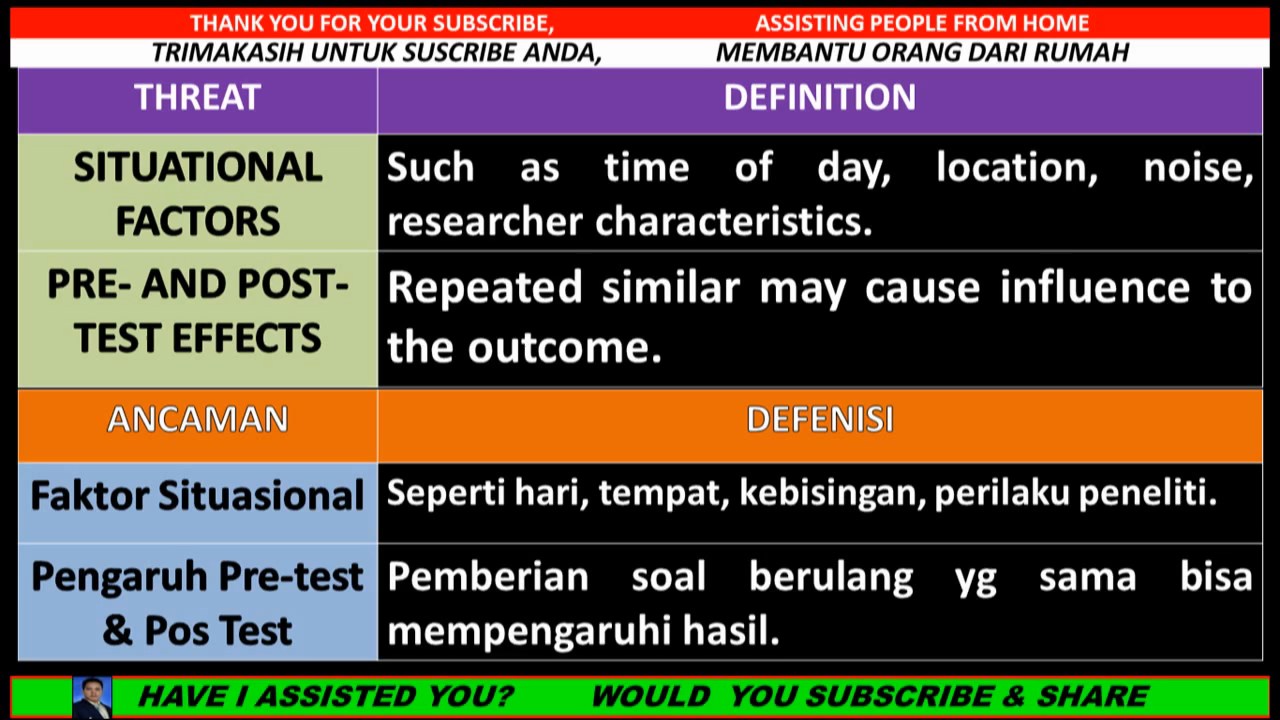 THANK YOU FOR YOUR SUBSCRIBE, ASSISTING PEOPLE FROM HOME
TRIMAKASIH UNTUK SUSCRIBE ANDA, MEMBANTU ORANG DARI RUMAH
THREAT DEFINITION
SITUATIONAL
FACTORS
Such as time of day, location, noise,
researcher characteristics.
PRE- AND POST-
TEST EFFECTS
Repeated similar may cause influence to
the outcome.
ANCAMAN DEFENISI
Faktor Situasional
Seperti hari, tempat, kebisingan, perilaku peneliti.
Pengaruh Pre-test
& Pos Test
Pemberian soal berulang yg sama bisa
mempengaruhi hasil.
HAVE I ASSISTED YOU? WOULD YOU SUBSCRIBE & SHARE